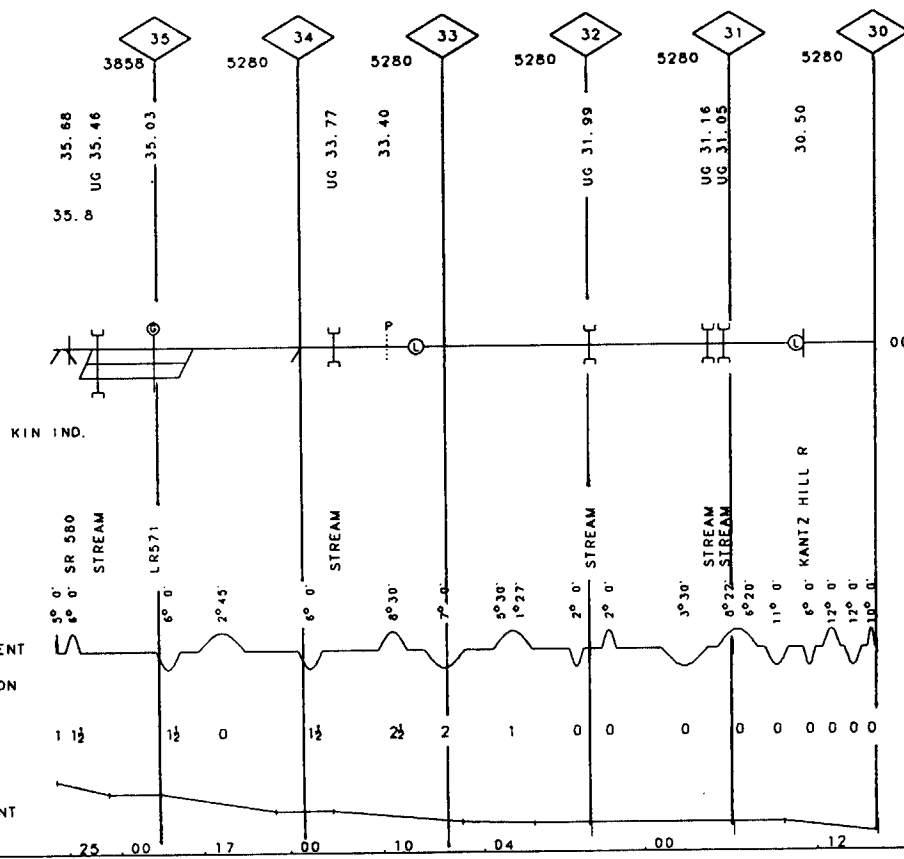 35 34 33 32 31 30
3858 5280 5280 5280 5280 5280
35.68
UG 35.46
35.03
UG 33.77
33.40
UG 31.99
UG 31.16
UG 31.05
30.50
35.8
G
P
L
L
KIN IND.
SR 580
STREAM
LR571
STREAM
STREAM
STREAM
STREAM
KANTZ HILL R
6° 0'
6° 0'
2° 45'
6° 0'
8° 30'
7° 0'
5° 30'
1° 27'
2° 0'
2° 0'
3° 30'
8° 22'
6° 20'
11° 0'
6° 0'
12° 0'
12° 0'
10° 0'
ENT
ON
1 1½ 1½ 0 1½ 2½ 2 1 0 0 0 0 0 0 0 0 0
NT
.25 .00 .17 .00 .10 .04 .00 .12